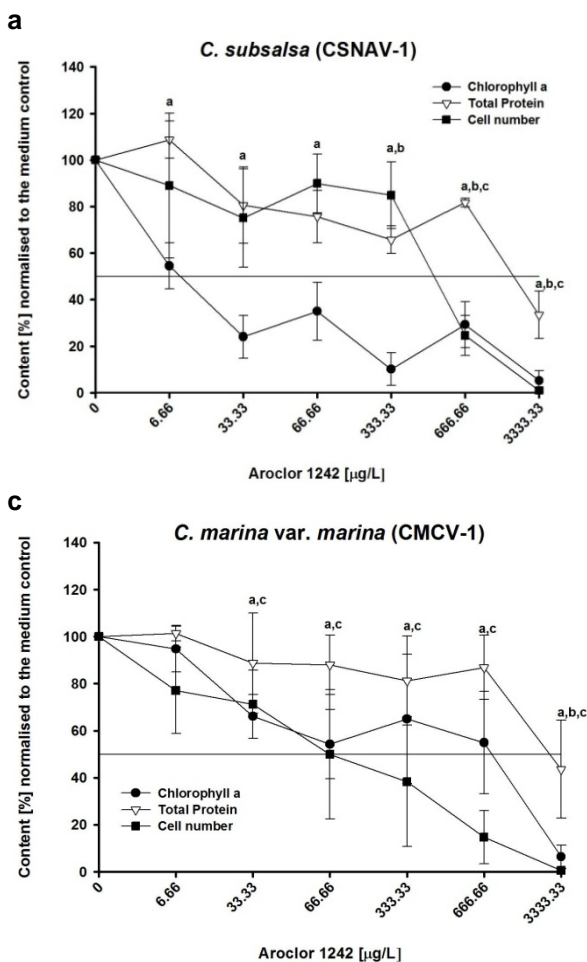 a
C. subsalsa (CSNAV-1)
Content [%] normalised to the medium control
140
120
100
80
60
40
20
0
Chlorophyll a
Total Protein
Cell number
a
a
a
a,b
a,b,c
a,b,c
0
6.66
33.33
66.66
333.33
666.66
3333.33
Aroclor 1242 [µg/L]
c
C. marina var. marina (CMCV-1)
Content [%] normalised to the medium control
140
120
100
80
60
40
20
0
a,c
a,c
a,c
a,c
a,b,c
Chlorophyll a
Total Protein
Cell number
0
6.66
33.33
66.66
333.33
666.66
3333.33
Aroclor 1242 [µg/L]